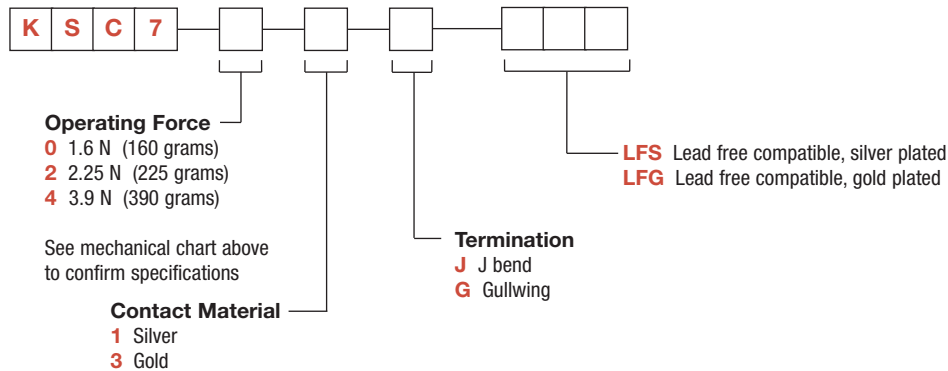 K S C 7
Operating Force
0 1.6 N (160 grams)
2 2.25 N (225 grams)
4 3.9 N (390 grams)
See mechanical chart above
to confirm specifications
Contact Material
1 Silver
3 Gold
Termination
J J bend
G Gullwing
LFS Lead free compatible, silver plated
LFG Lead free compatible, gold plated